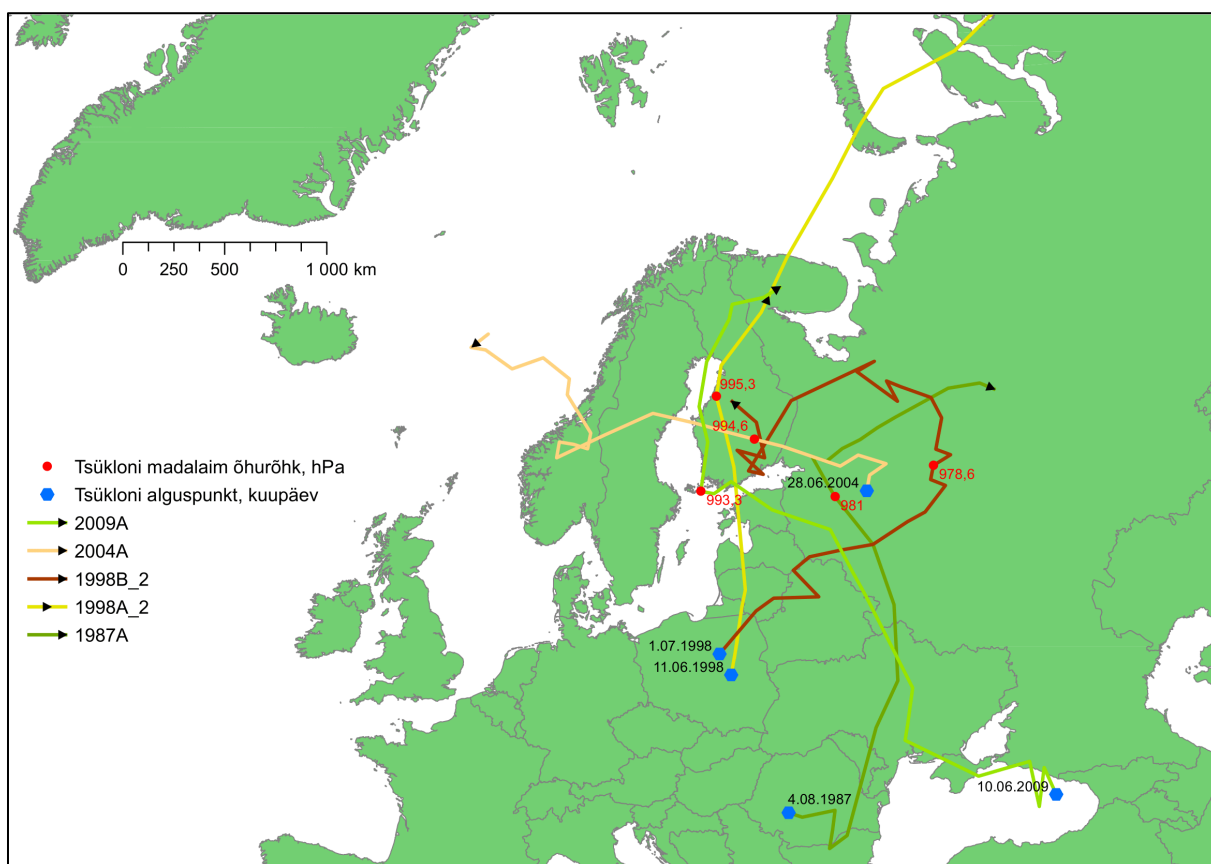 0 250 500 1 000 km
995,3
994,6
978,6
28.06.2004
993,3
981
Tsükloni madalaim õhurõhk, hPa
Tsükloni alguspunkt, kuupäev
2009A
2004A
1998B_2
1998A_2
1987A
1.07.1998
11.06.1998
10.06.2009
4.08.1987